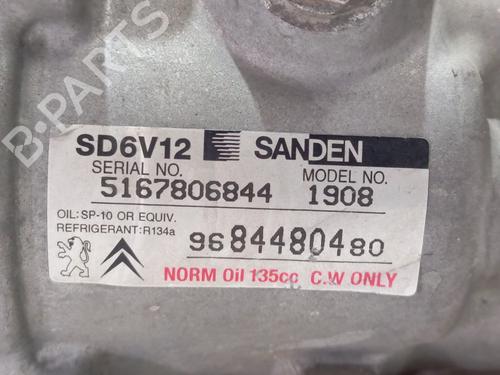 B-PARTS
SD6V12 SANDEN
SERIAL NO. MODEL NO.
5167806844 1908
OIL:SP-10 OR EQUIV.
REFRIGERANT:R134a
9684480480
NORM Oil 135cc C.W ONLY